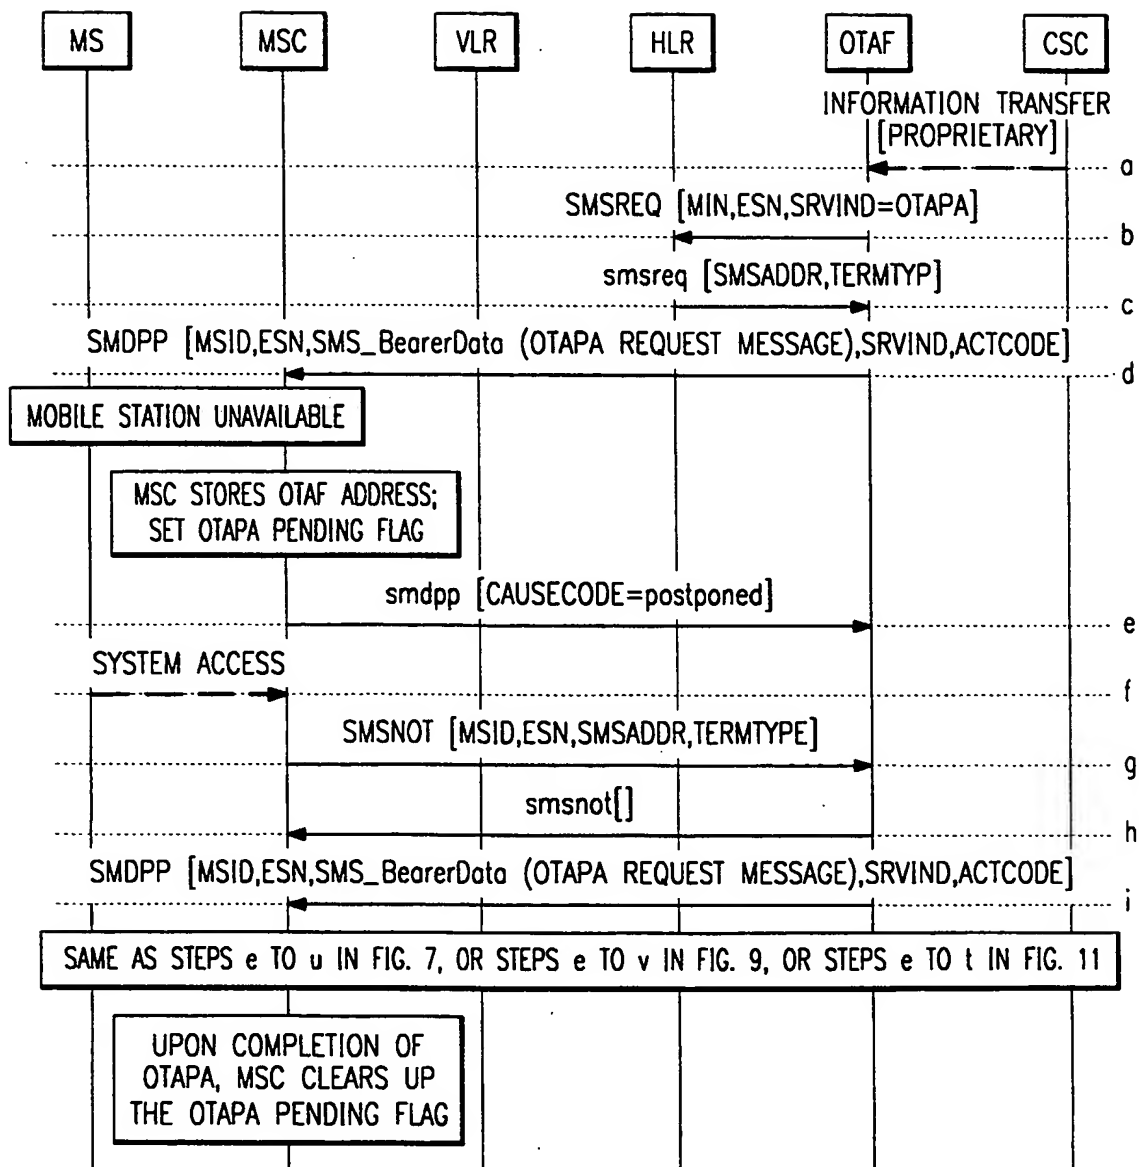 MS MSC VLR HLR OTAF CSC
INFORMATION TRANSFER
[PROPRIETARY]
a
SMSREQ [MIN,ESN,SRVIND=OTAPA]
b
smsreq [SMSADDR,TERMTYP]
c
SMDPP [MSID,ESN,SMS_BearerData (OTAPA REQUEST MESSAGE),SRVIND,ACTCODE]
d
MOBILE STATION UNAVAILABLE
MSC STORES OTAF ADDRESS;
SET OTAPA PENDING FLAG
smdpp [CAUSECODE=postponed]
e
SYSTEM ACCESS
f
SMSNOT [MSID,ESN,SMSADDR,TERMTYPE]
g
smsnot[]
h
SMDPP [MSID,ESN,SMS_BearerData (OTAPA REQUEST MESSAGE),SRVIND,ACTCODE]
i
SAME AS STEPS e TO u IN FIG. 7, OR STEPS e TO v IN FIG. 9, OR STEPS e TO t IN FIG. 11
UPON COMPLETION OF
OTAPA, MSC CLEARS UP
THE OTAPA PENDING FLAG